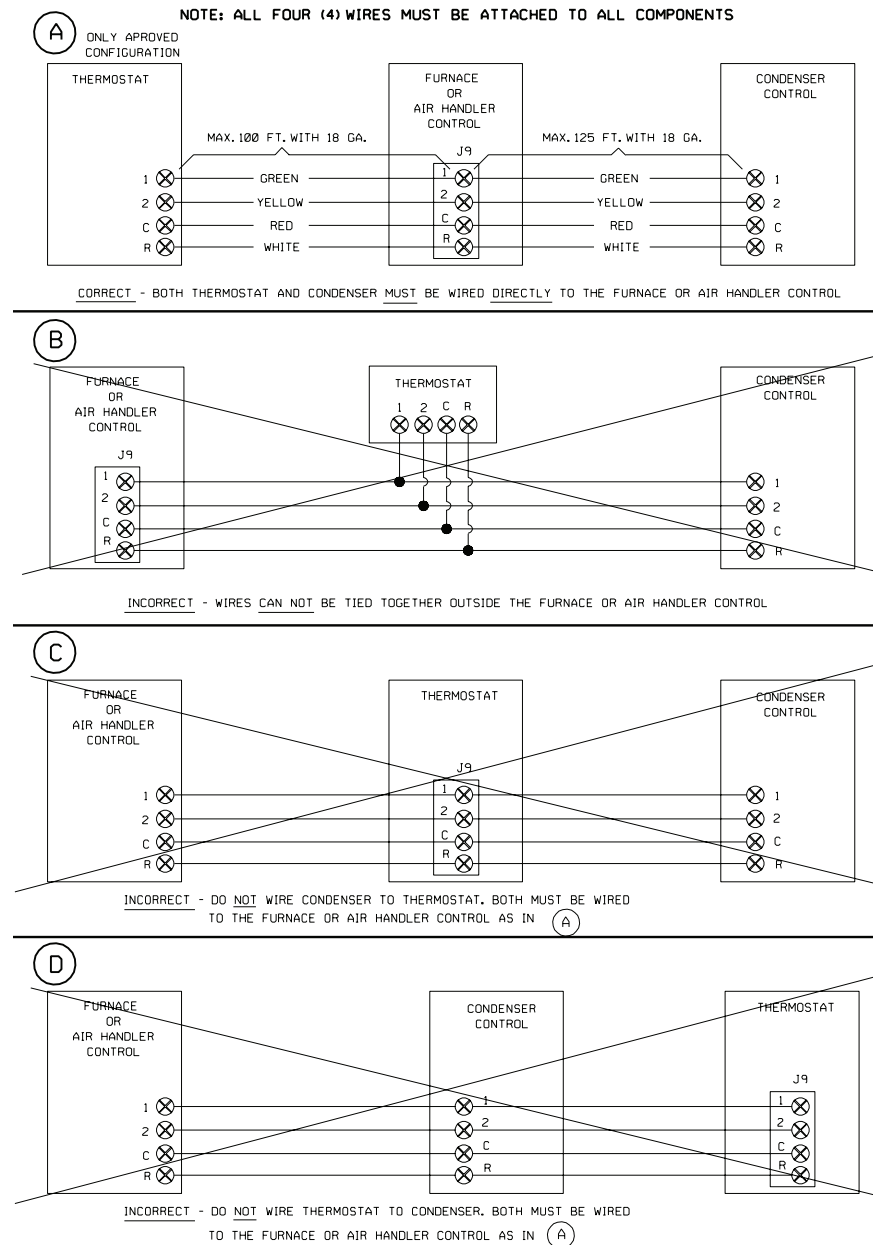 NOTE: ALL FOUR (4) WIRES MUST BE ATTACHED TO ALL COMPONENTS
A
ONLY APROVED
CONFIGURATION
THERMOSTAT
FURNACE
OR
AIR HANDLER
CONTROL
CONDENSER
CONTROL
MAX. 100 FT. WITH 18 GA.
J9
MAX. 125 FT. WITH 18 GA.
1 GREEN 1 GREEN 1
2 YELLOW 2 YELLOW 2
C RED C RED C
R WHITE R WHITE R
CORRECT - BOTH THERMOSTAT AND CONDENSER MUST BE WIRED DIRECTLY TO THE FURNACE OR AIR HANDLER CONTROL
B
FURNACE
OR
AIR HANDLER
CONTROL
THERMOSTAT
1 2 C R
CONDENSER
CONTROL
J9
1 1
2 2
C C
R R
INCORRECT - WIRES CAN NOT BE TIED TOGETHER OUTSIDE THE FURNACE OR AIR HANDLER CONTROL
C
FURNACE
OR
AIR HANDLER
CONTROL
THERMOSTAT
CONDENSER
CONTROL
J9
1 1 1
2 2 2
C C C
R R R
INCORRECT - DO NOT WIRE CONDENSER TO THERMOSTAT. BOTH MUST BE WIRED
TO THE FURNACE OR AIR HANDLER CONTROL AS IN A
D
FURNACE
OR
AIR HANDLER
CONTROL
CONDENSER
CONTROL
THERMOSTAT
J9
1 1 1
2 2 2
C C C
R R R
INCORRECT - DO NOT WIRE THERMOSTAT TO CONDENSER. BOTH MUST BE WIRED
TO THE FURNACE OR AIR HANDLER CONTROL AS IN A